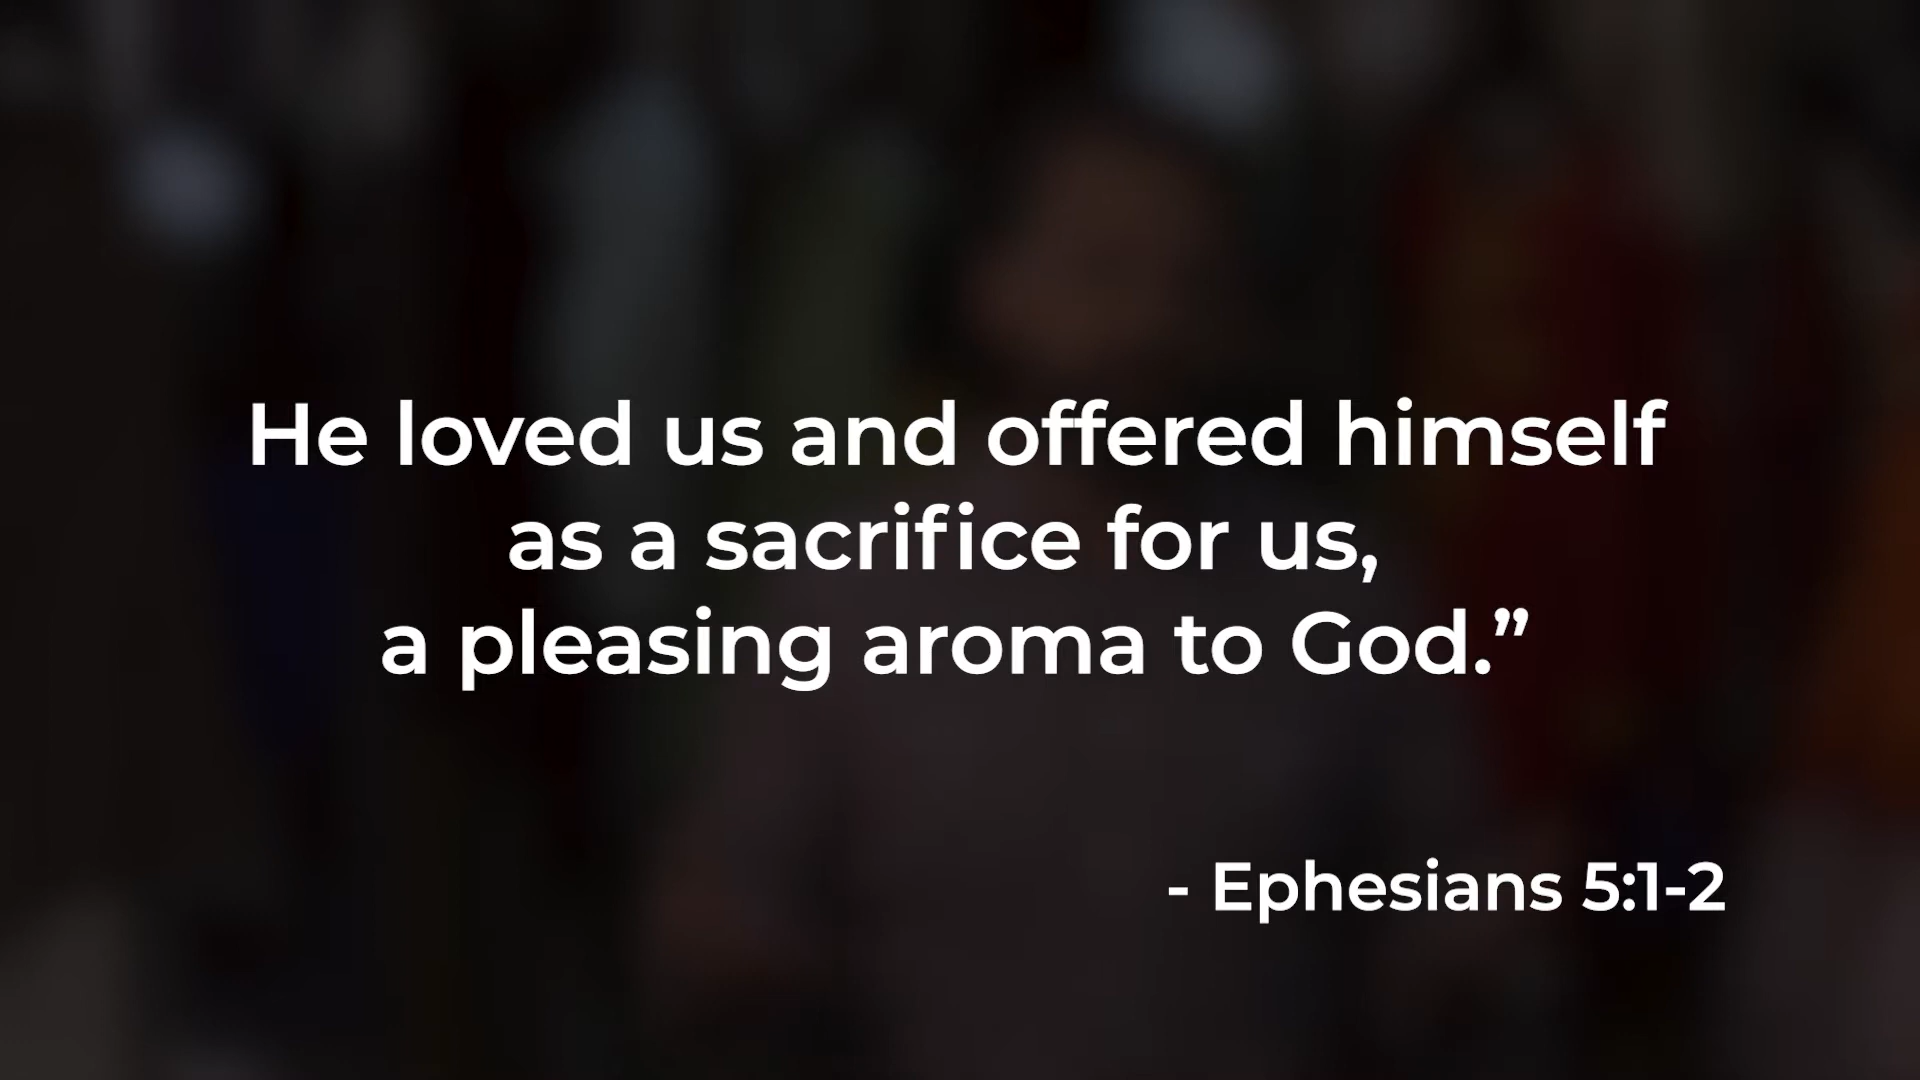 He loved us and offered himself
as a sacrifice for us,
a pleasing aroma to God.”
- Ephesians 5:1-2